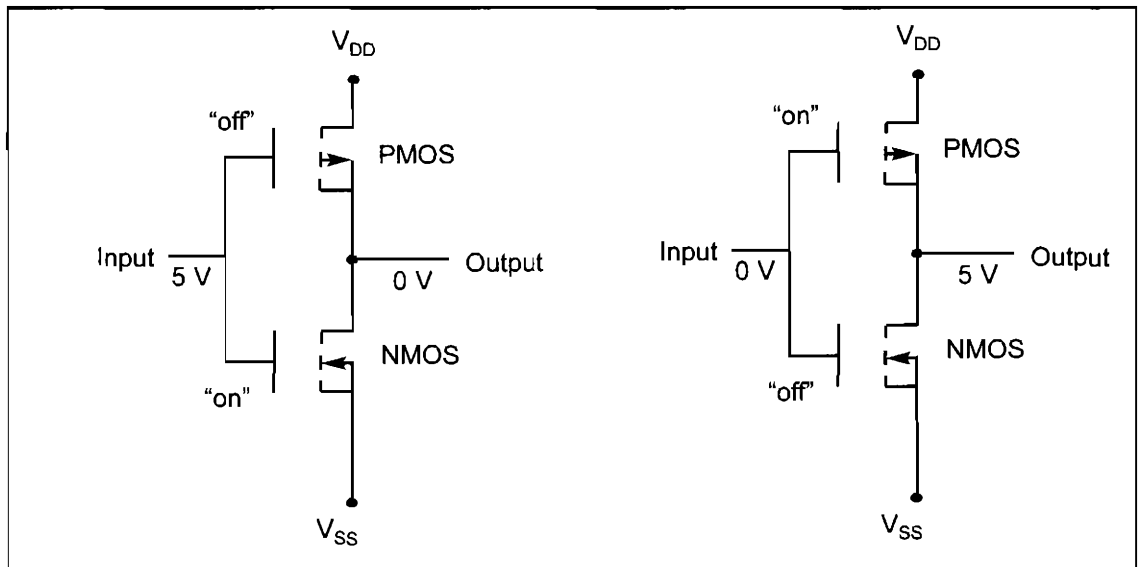 V_DD
"off"
PMOS
Input
5 V
0 V
Output
NMOS
"on"
V_SS
V_DD
"on"
PMOS
Input
0 V
5 V
Output
NMOS
"off"
V_SS